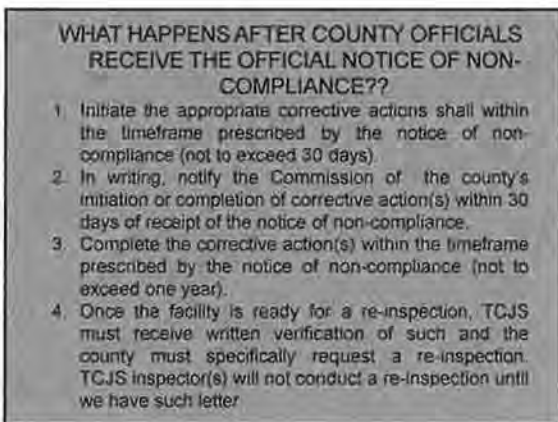 WHAT HAPPENS AFTER COUNTY OFFICIALS
RECEIVE THE OFFICIAL NOTICE OF NON-
COMPLIANCE??
1. Initiate the appropriate corrective actions shall within
the timeframe prescribed by the notice of non-
compliance (not to exceed 30 days).
2. In writing, notify the Commission of the county's
initiation or completion of corrective action(s) within 30
days of receipt of the notice of non-compliance.
3. Complete the corrective action(s) within the timeframe
prescribed by the notice of non-compliance (not to
exceed one year).
4. Once the facility is ready for a re-inspection, TCJS
must receive written verification of such and the
county must specifically request a re-inspection.
TCJS inspector(s) will not conduct a re-inspection until
we have such letter